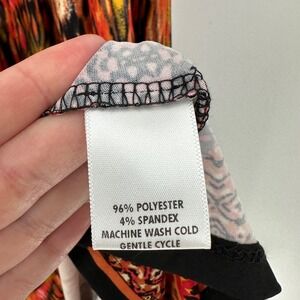 96% POLYESTER
4% SPANDEX
MACHINE WASH COLD
GENTLE CYCLE